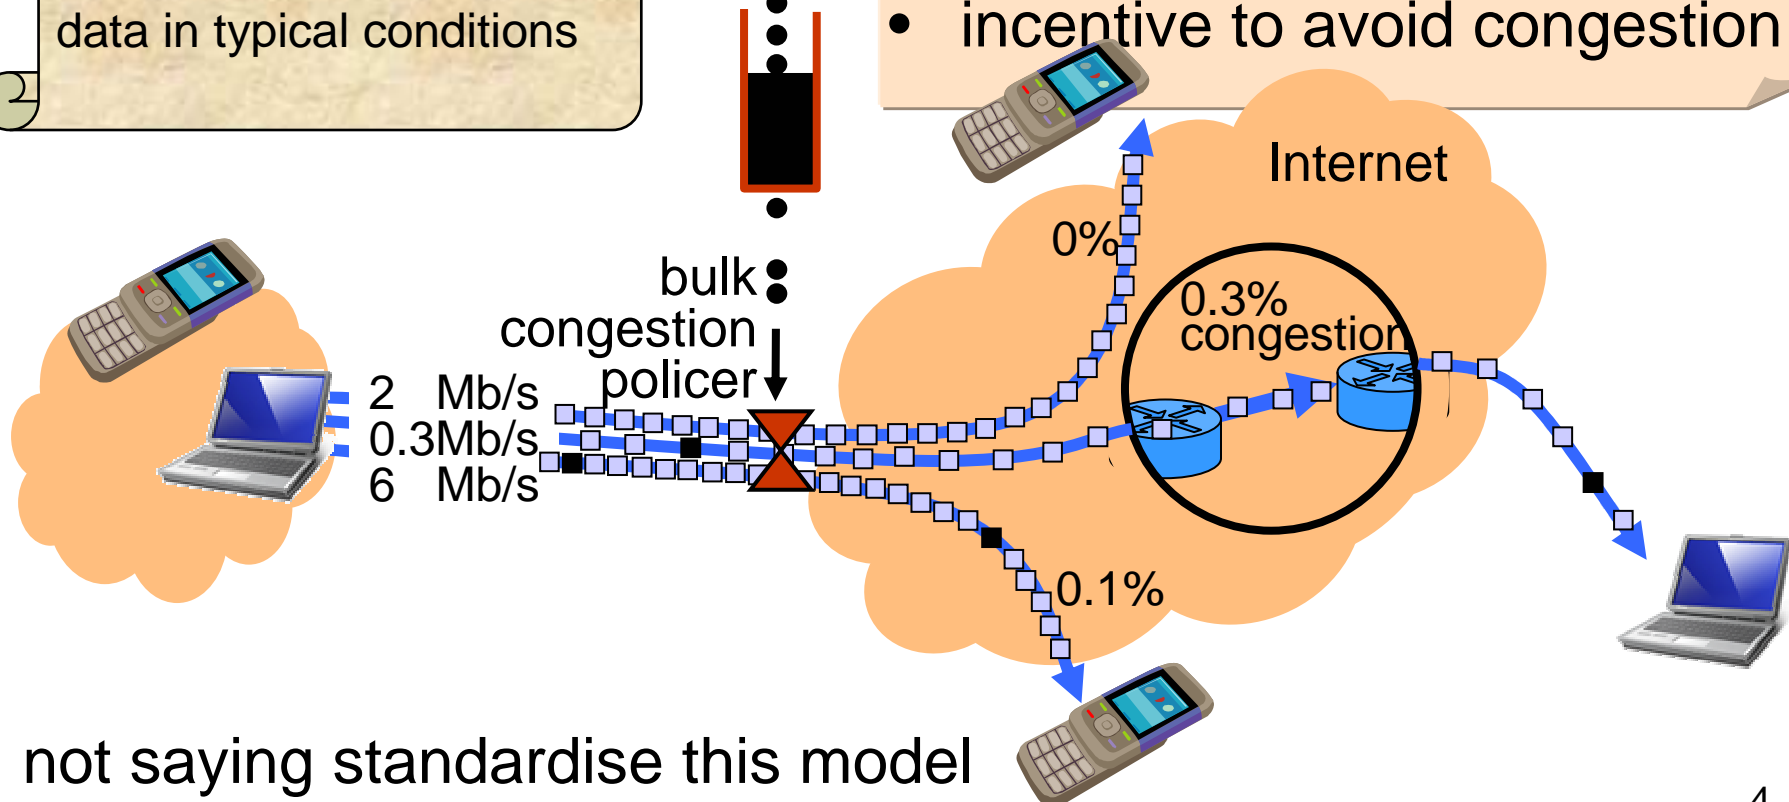 data in typical conditions
• incentive to avoid congestion
Internet
0%
bulk
congestion
policer
0.3%
congestion
2 Mb/s
0.3Mb/s
6 Mb/s
0.1%
not saying standardise this model